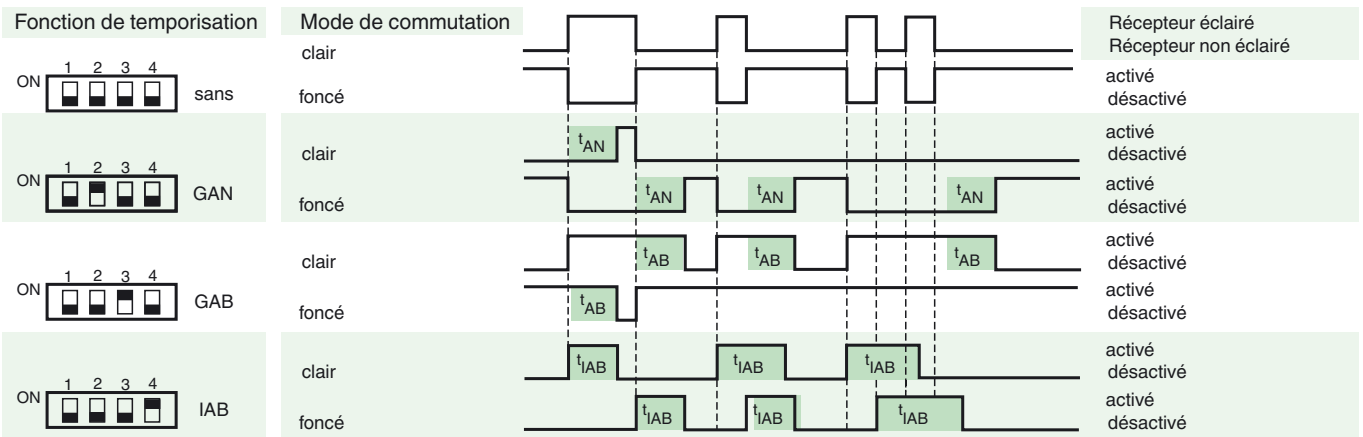 Fonction de temporisation
Mode de commutation
Récepteur éclairé
Récepteur non éclairé
clair
ON 1 2 3 4 sans
foncé
activé
désactivé
clair
tAN
activé
désactivé
ON 1 2 3 4 GAN
foncé
tAN tAN tAN
activé
désactivé
clair
tAB tAB tAB
activé
désactivé
ON 1 2 3 4 GAB
foncé
tAB
activé
désactivé
clair
tIAB tIAB tIAB
activé
désactivé
ON 1 2 3 4 IAB
foncé
tIAB tIAB tIAB
activé
désactivé